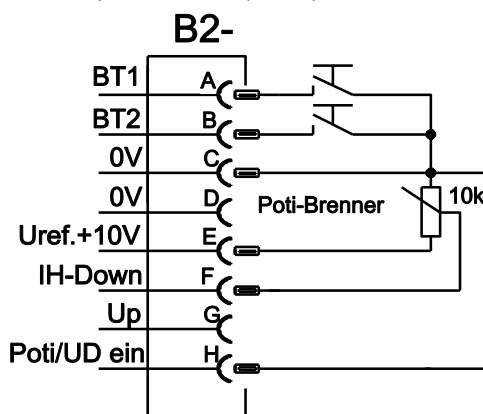 B2-
BT1 A
BT2 B
0V C
0V D
Poti-Brenner 10k
Uref.+10V E
IH-Down F
Up G
Poti/UD ein H